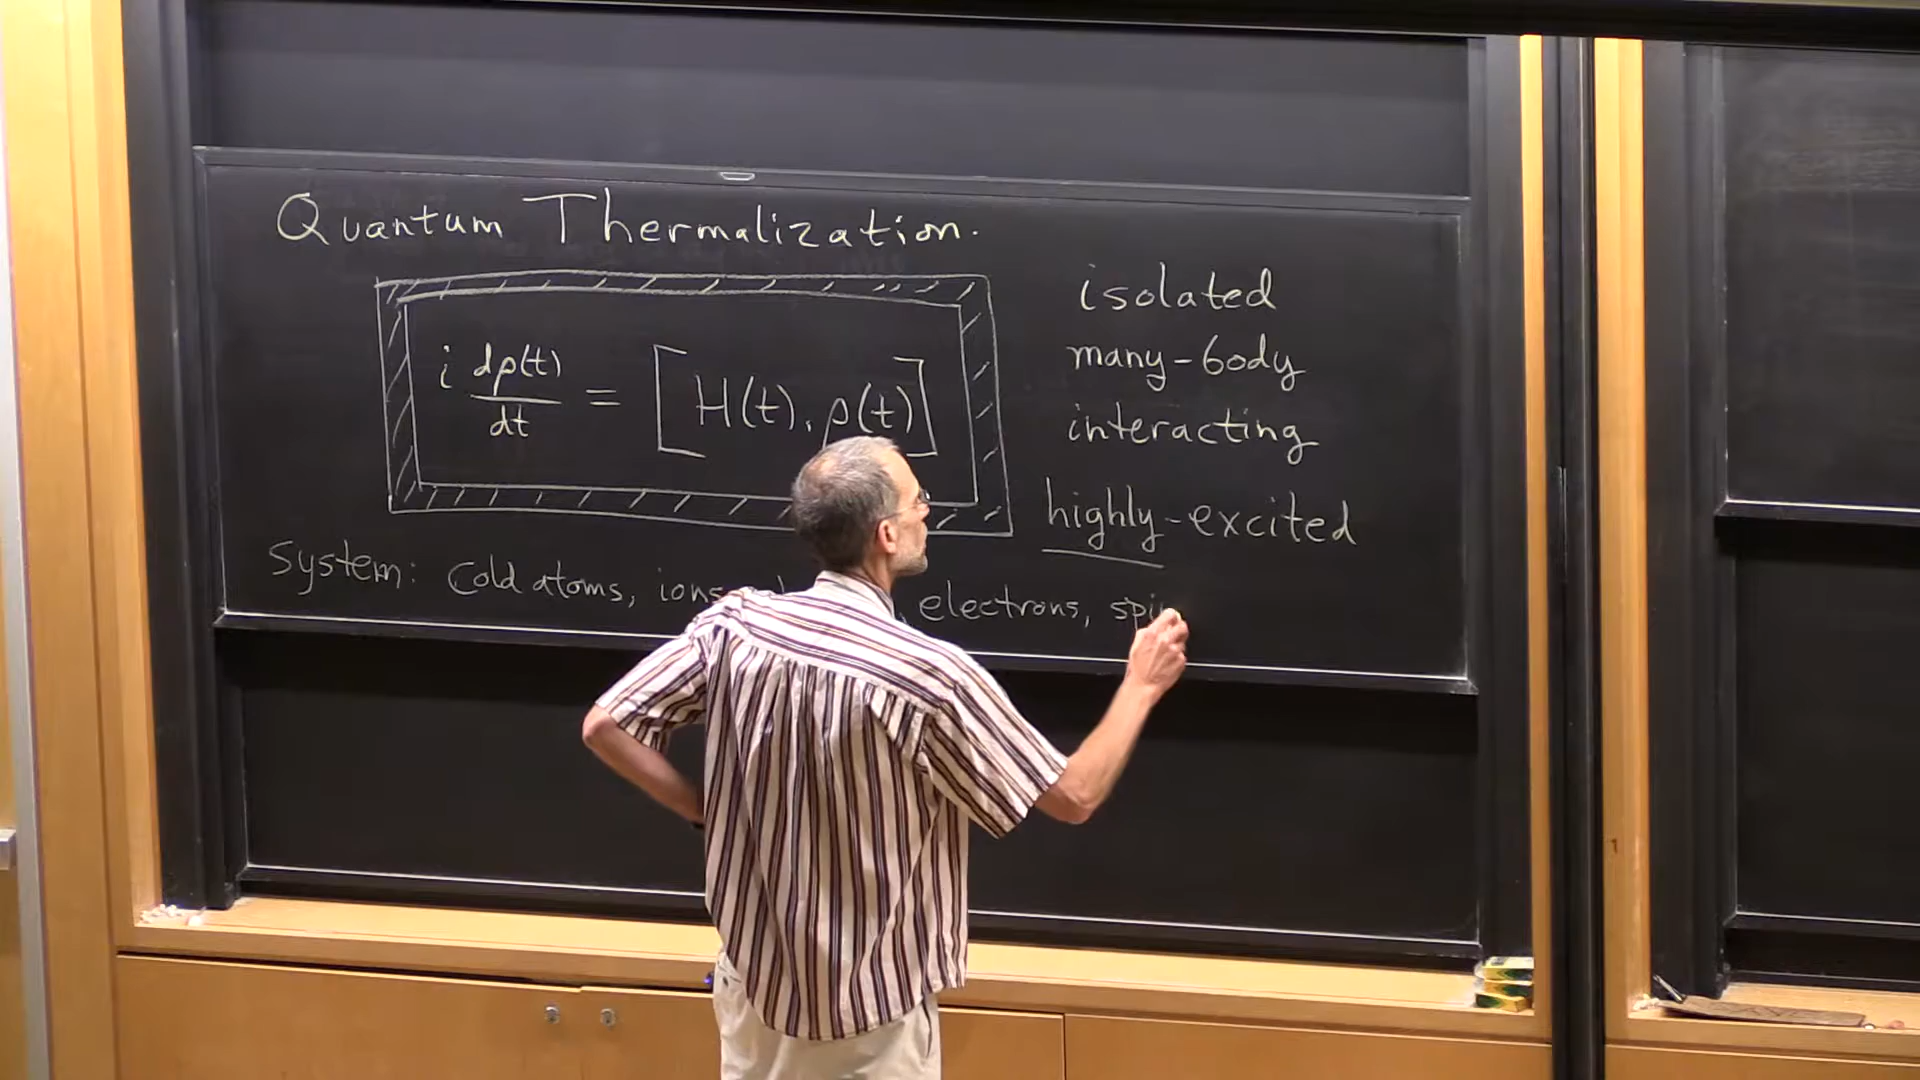 Quantum Thermalization.
i dρ(t)/dt = [H(t), ρ(t)]
isolated
many-body
interacting
highly-excited
System: Cold atoms, ions, electrons,